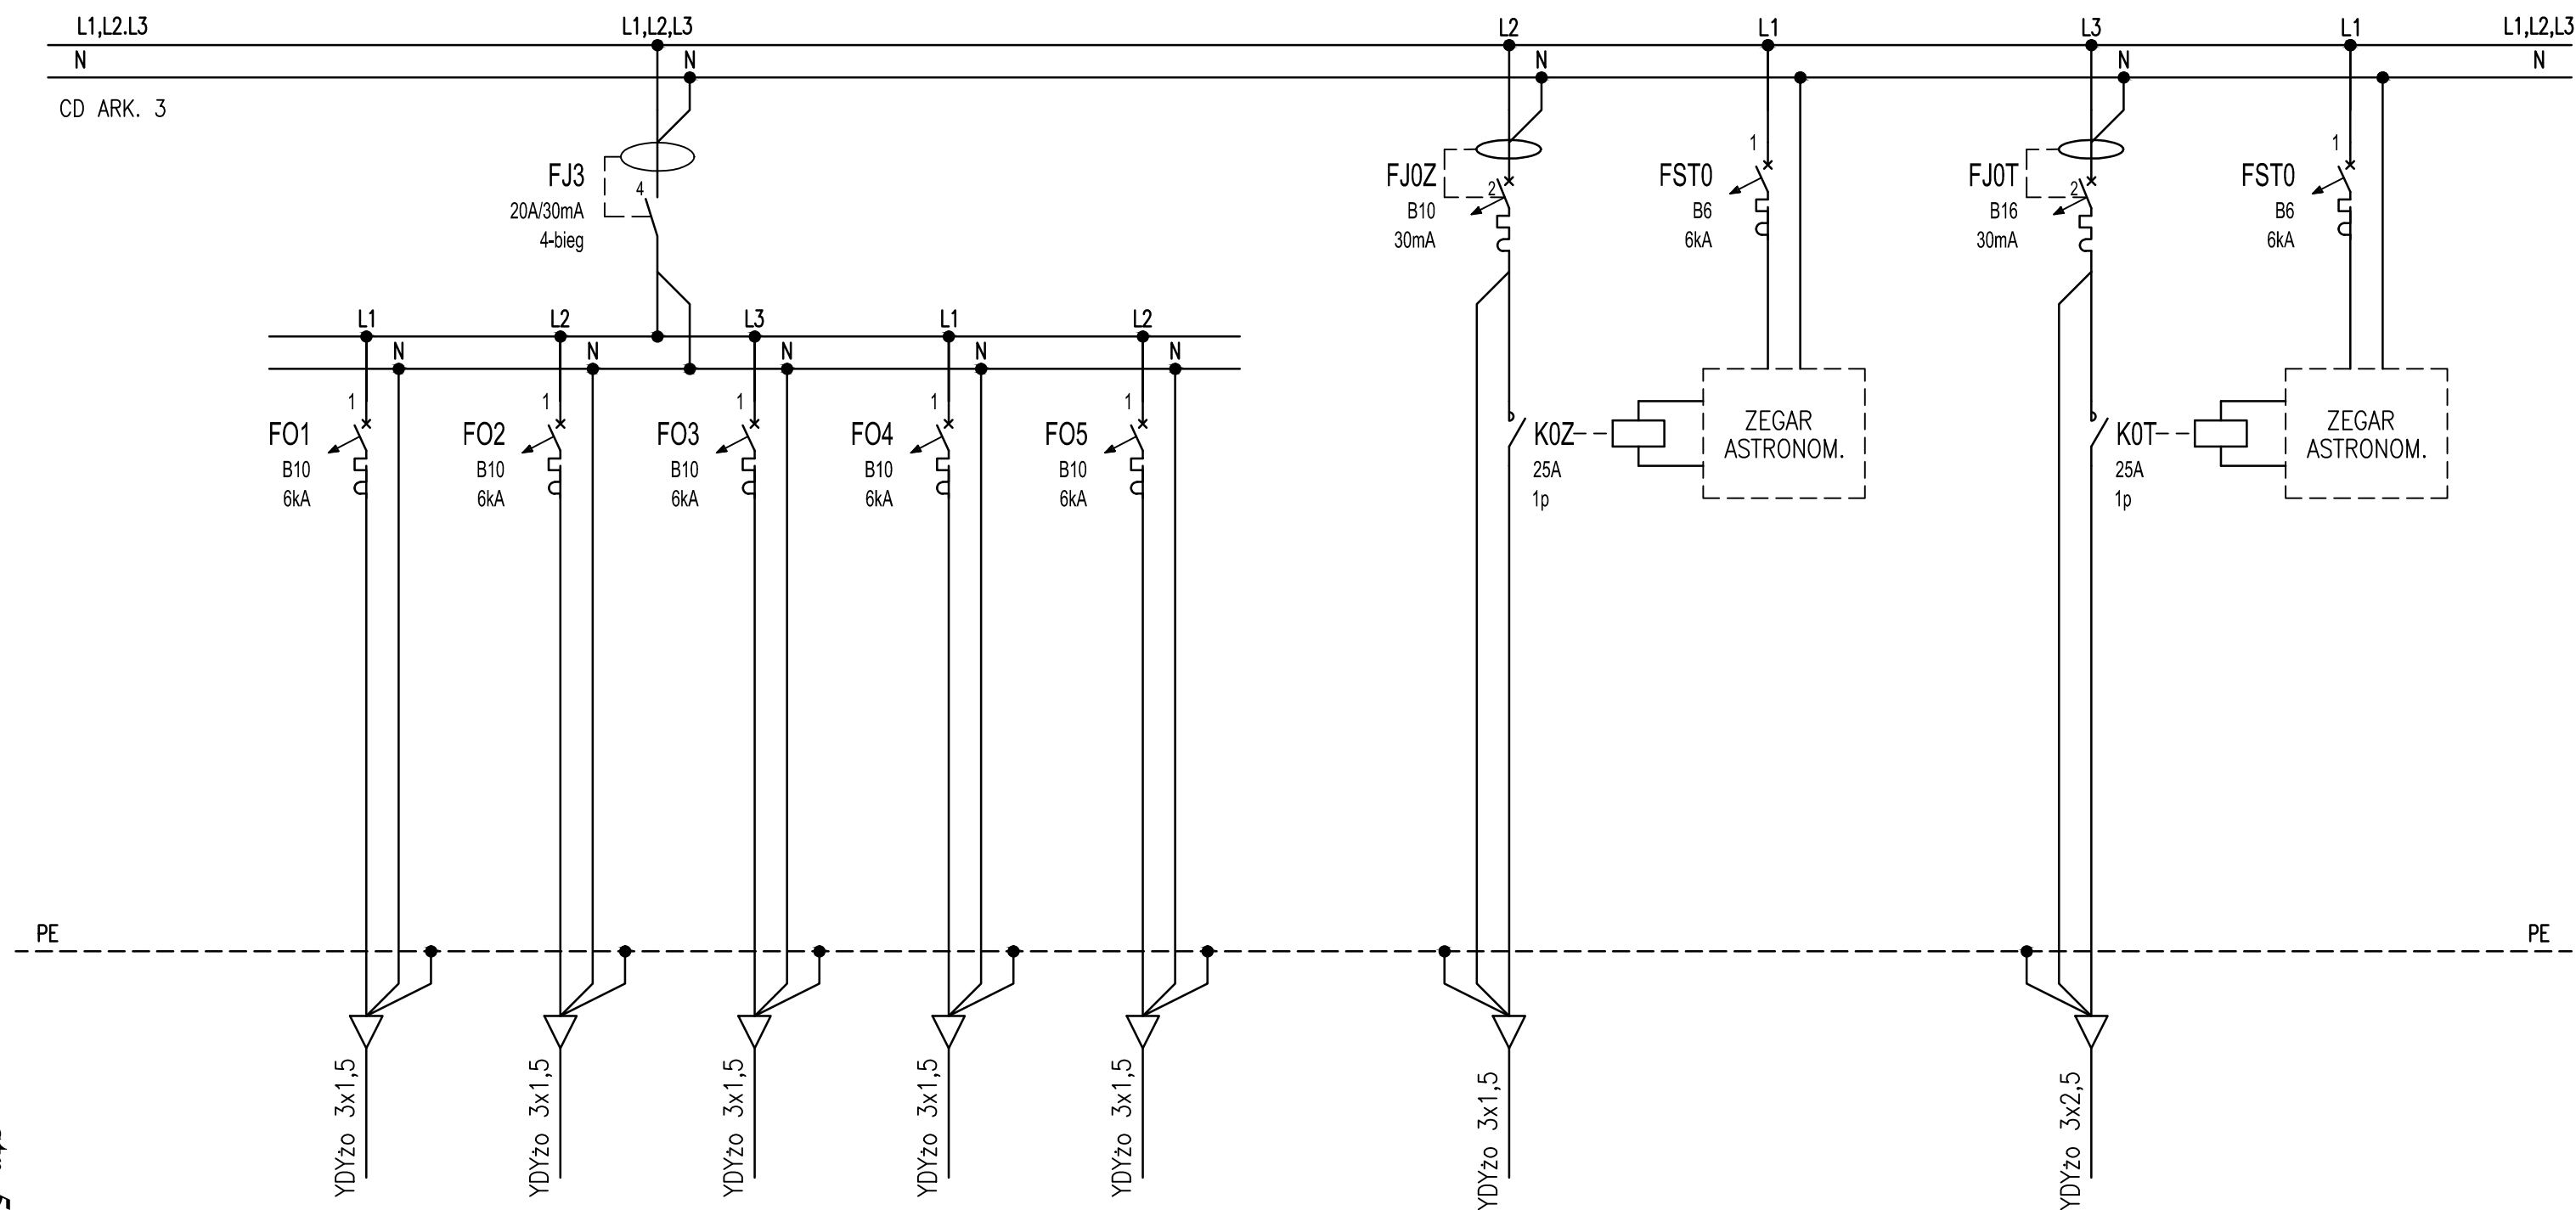 L1,L2.L3
L1,L2,L3
L2
L1
L3
L1
L1,L2,L3
N
N
N
N
N
CD ARK. 3
FJ3
4
20A/30mA
4-bieg
FJ0Z
2
B10
30mA
1
FST0
B6
6kA
FJ0T
2
B16
30mA
1
FST0
B6
6kA
L1
L2
L3
L1
L2
N
N
N
N
N
1
FO1
B10
6kA
1
FO2
B10
6kA
1
FO3
B10
6kA
1
FO4
B10
6kA
1
FO5
B10
6kA
K0Z
25A
1p
ZEGAR
ASTRONOM.
K0T
25A
1p
ZEGAR
ASTRONOM.
PE
PE
YDYżo 3x1,5
YDYżo 3x1,5
YDYżo 3x1,5
YDYżo 3x1,5
YDYżo 3x1,5
YDYżo 3x1,5
YDYżo 3x2,5